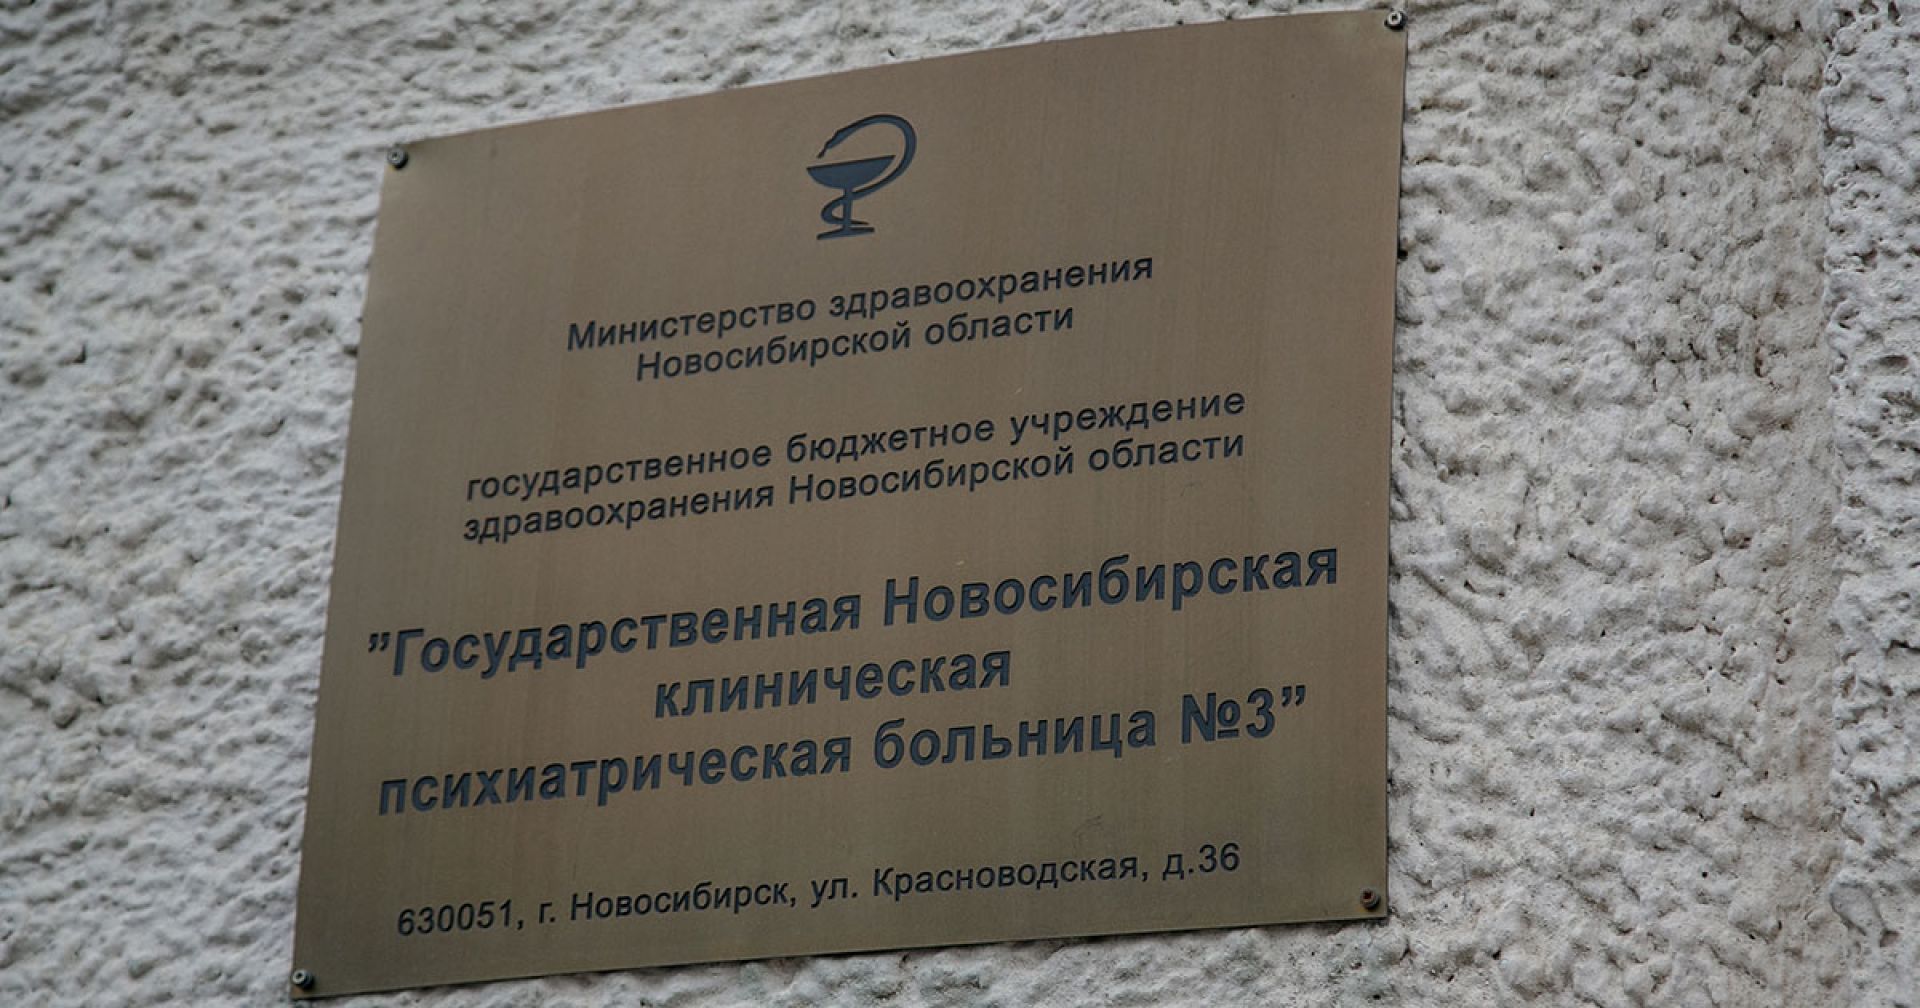 Министерство здравоохранения
Новосибирской области
государственное бюджетное учреждение
здравоохранения Новосибирской области
”Государственная Новосибирская
клиническая
психиатрическая больница №3”
630051, г. Новосибирск, ул. Красноводская, д.36